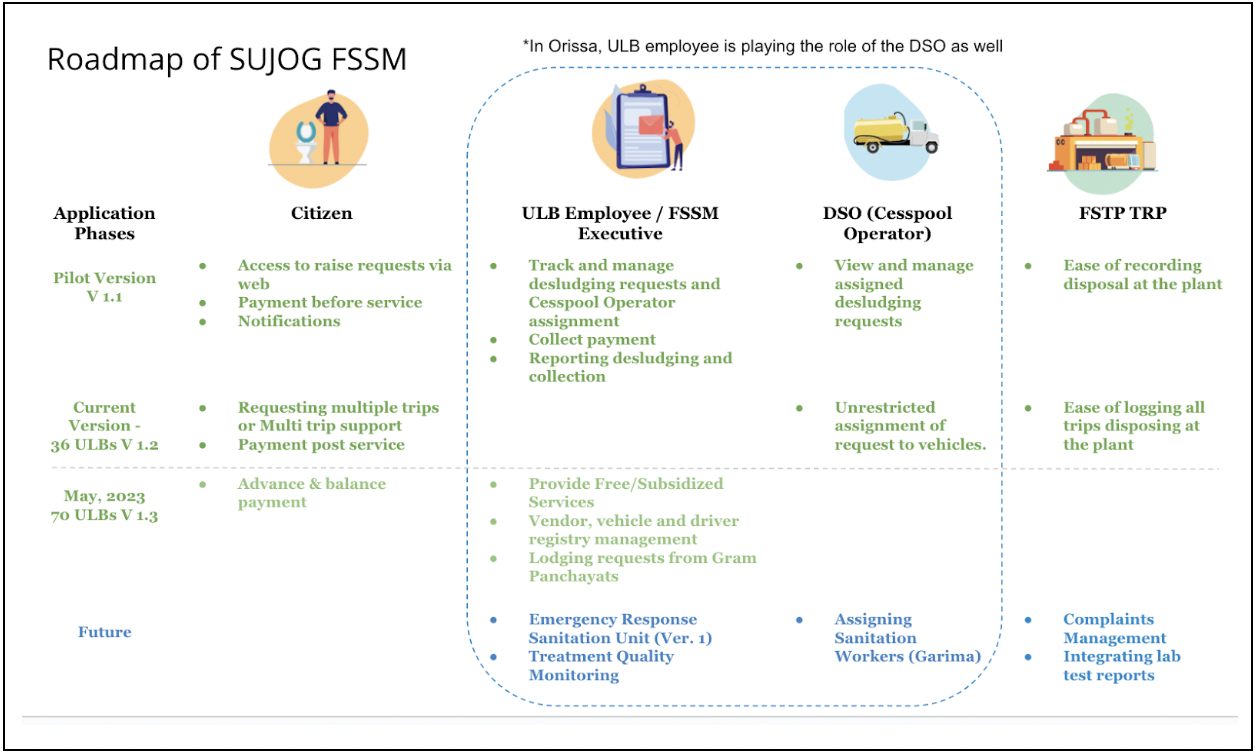 *In Orissa, ULB employee is playing the role of the DSO as well
Roadmap of SUJOG FSSM
Application
Phases
Citizen
ULB Employee / FSSM
Executive
DSO (Cesspool
Operator)
FSTP TRP
Pilot Version
V 1.1
● Access to raise requests via
web
● Payment before service
● Notifications
● Track and manage
desludging requests and
Cesspool Operator
assignment
● Collect payment
● Reporting desludging and
collection
● View and manage
assigned
desludging
requests
● Ease of recording
disposal at the plant
Current
Version -
36 ULBs V 1.2
● Requesting multiple trips
or Multi trip support
● Payment post service
● Unrestricted
assignment of
request to vehicles.
● Ease of logging all
trips disposing at
the plant
May, 2023
70 ULBs V 1.3
● Advance & balance
payment
● Provide Free/Subsidized
Services
● Vendor, vehicle and driver
registry management
● Lodging requests from Gram
Panchayats
Future
● Emergency Response
Sanitation Unit (Ver. 1)
● Treatment Quality
Monitoring
● Assigning
Sanitation
Workers (Garima)
● Complaints
Management
● Integrating lab
test reports